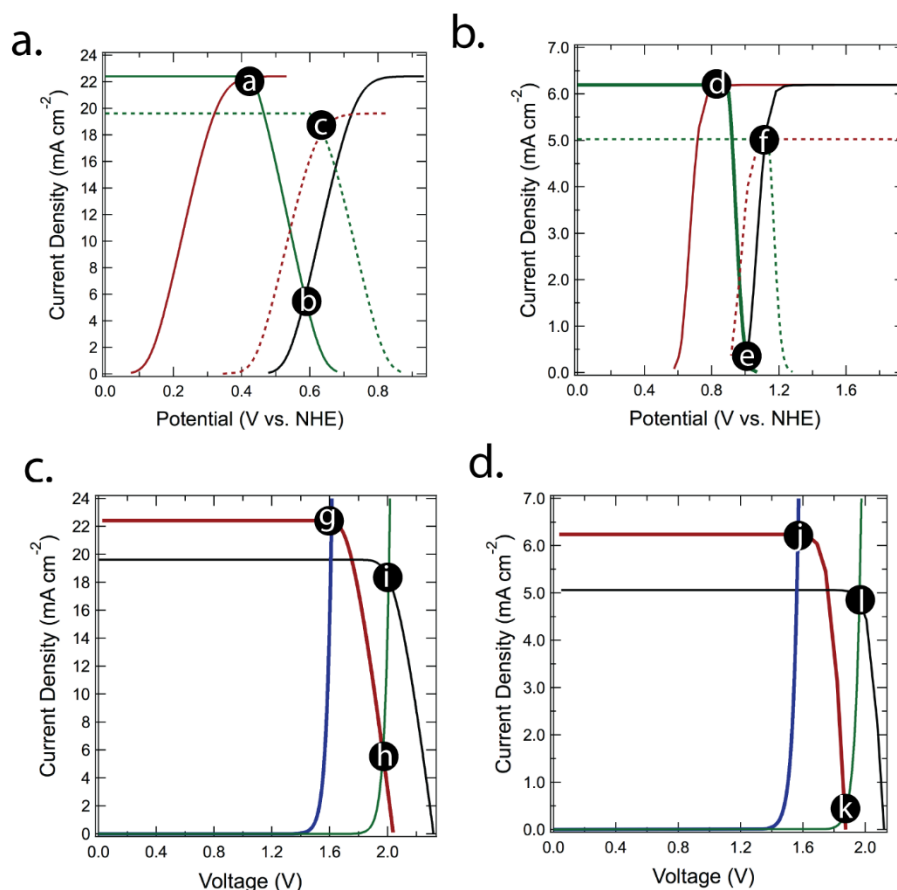 a.
24
22
20
18
16
14
12
10
8
6
4
2
0
Current Density (mA cm⁻²)
a
c
b
0.0 0.2 0.4 0.6 0.8
Potential (V vs. NHE)
b.
7.0
6.0
5.0
4.0
3.0
2.0
1.0
0.0
Current Density (mA cm⁻²)
d
f
e
0.0 0.4 0.8 1.2 1.6
Potential (V vs. NHE)
c.
24
22
20
18
16
14
12
10
8
6
4
2
0
Current Density (mA cm⁻²)
g
i
h
0.0 0.4 0.8 1.2 1.6 2.0
Voltage (V)
d.
7.0
6.0
5.0
4.0
3.0
2.0
1.0
0.0
Current Density (mA cm⁻²)
j
l
k
0.0 0.4 0.8 1.2 1.6 2.0
Voltage (V)